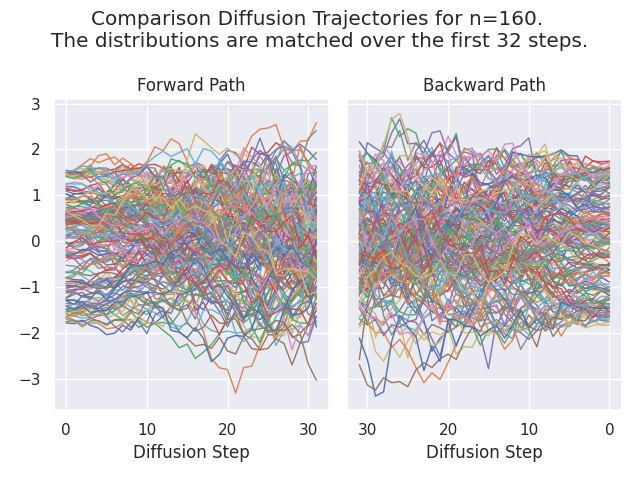 Comparison Diffusion Trajectories for n=160.
The distributions are matched over the first 32 steps.
Forward Path
Backward Path
3
2
1
0
−1
−2
−3
0 10 20 30
30 20 10 0
Diffusion Step
Diffusion Step